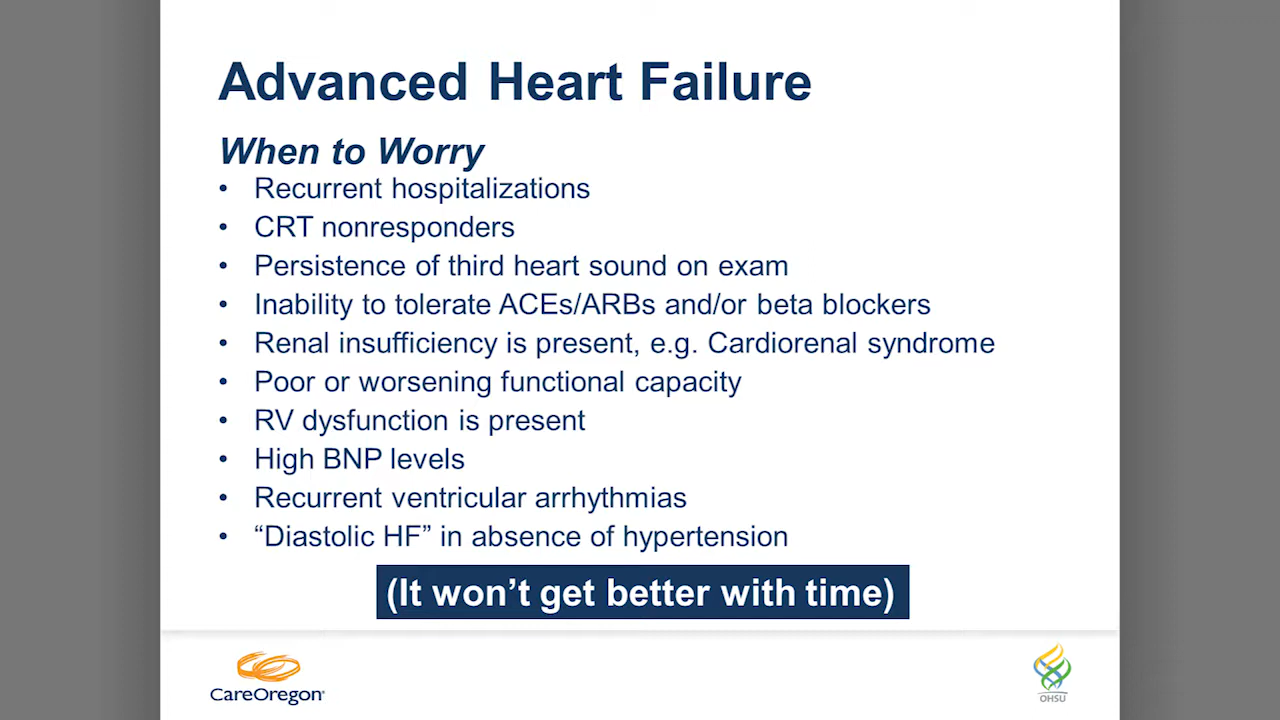 Advanced Heart Failure
When to Worry
• Recurrent hospitalizations
• CRT nonresponders
• Persistence of third heart sound on exam
• Inability to tolerate ACEs/ARBs and/or beta blockers
• Renal insufficiency is present, e.g. Cardiorenal syndrome
• Poor or worsening functional capacity
• RV dysfunction is present
• High BNP levels
• Recurrent ventricular arrhythmias
• “Diastolic HF” in absence of hypertension
(It won’t get better with time)
CareOregon®
OHSU